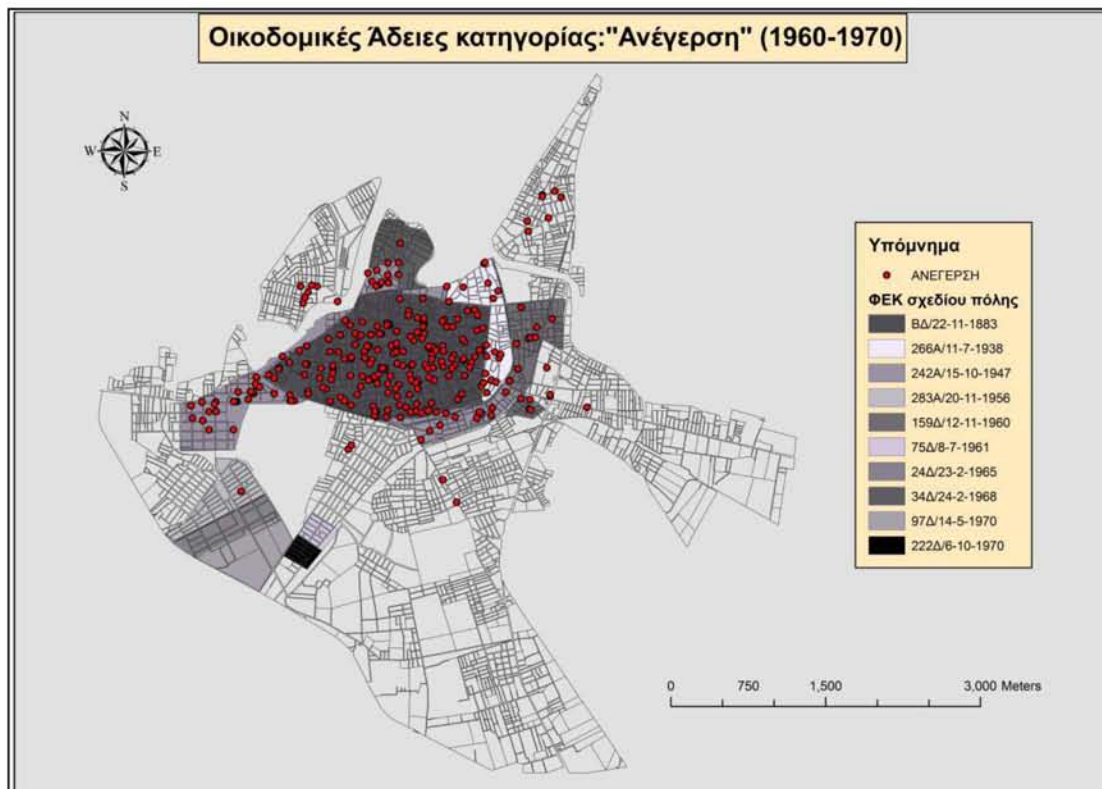 Οικοδομικές Άδειες κατηγορίας:"Ανέγερση" (1960-1970)
N
W E
S
Υπόμνημα
ΑΝΕΓΕΡΣΗ
ΦΕΚ σχεδίου πόλης
ΒΔ/22-11-1883
266Α/11-7-1938
242Α/15-10-1947
283Α/20-11-1956
159Δ/12-11-1960
75Δ/8-7-1961
24Δ/23-2-1965
34Δ/24-2-1968
97Δ/14-5-1970
222Δ/6-10-1970
0 750 1,500 3,000 Meters